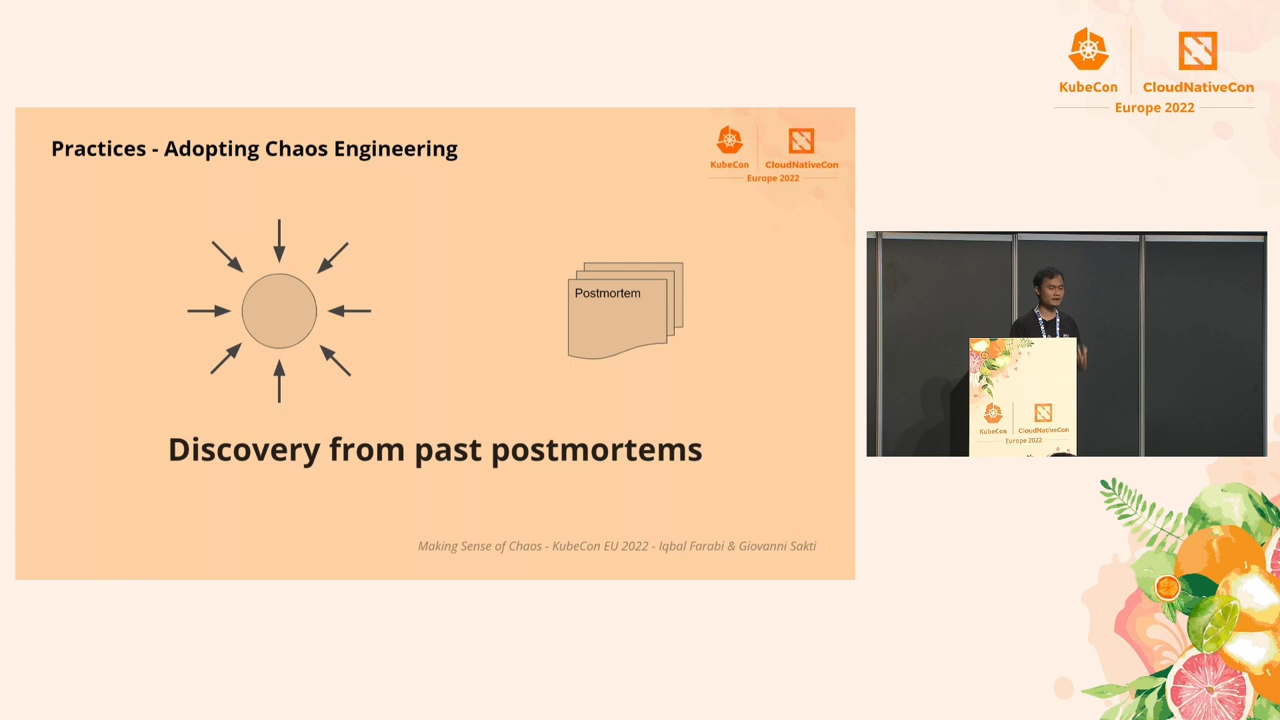 KubeCon
CloudNativeCon
Europe 2022
Practices - Adopting Chaos Engineering
KubeCon
CloudNativeCon
Europe 2022
Postmortem
Discovery from past postmortems
Making Sense of Chaos - KubeCon EU 2022 - Iqbal Farabi & Giovanni Sakti
KubeCon
CloudNativeCon
Europe 2022